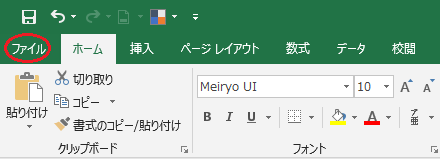 ファイル ホーム 挿入 ページ レイアウト 数式 データ 校閲
切り取り
Meiryo UI 10 A A
コピー
貼り付け
書式のコピー/貼り付け
B I U A ア亜
クリップボード フォント